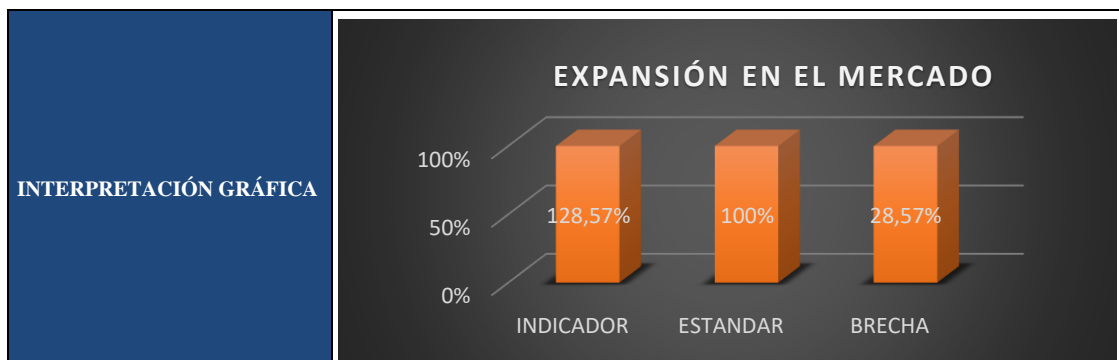 INTERPRETACIÓN GRÁFICA
EXPANSIÓN EN EL MERCADO
100%
50%
0%
128,57%
100%
28,57%
INDICADOR
ESTANDAR
BRECHA